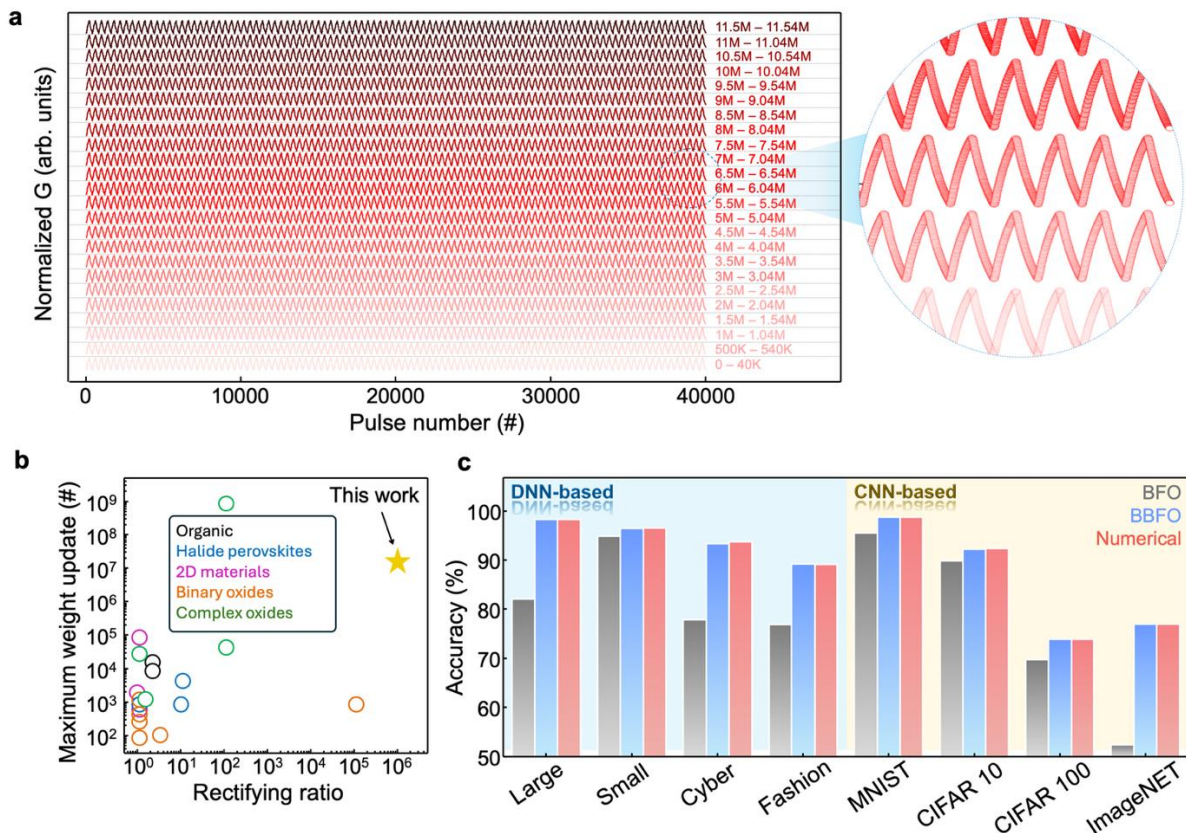 a
Normalized G (arb. units)
11.5M – 11.54M
11M – 11.04M
10.5M – 10.54M
10M – 10.04M
9.5M – 9.54M
9M – 9.04M
8.5M – 8.54M
8M – 8.04M
7.5M – 7.54M
7M – 7.04M
6.5M – 6.54M
6M – 6.04M
5.5M – 5.54M
5M – 5.04M
4.5M – 4.54M
4M – 4.04M
3.5M – 3.54M
3M – 3.04M
2.5M – 2.54M
2M – 2.04M
1.5M – 1.54M
1M – 1.04M
500K – 540K
0 – 40K
0 10000 20000 30000 40000
Pulse number (#)
b
Maximum weight update (#)
10⁹
10⁸
10⁷
10⁶
10⁵
10⁴
10³
10²
This work
Organic
Halide perovskites
2D materials
Binary oxides
Complex oxides
10⁰ 10¹ 10² 10³ 10⁴ 10⁵ 10⁶
Rectifying ratio
c
Accuracy (%)
100
90
80
70
60
50
DNN-based
CNN-based
BFO
BBFO
Numerical
Large Small Cyber Fashion MNIST CIFAR 10 CIFAR 100 ImageNET